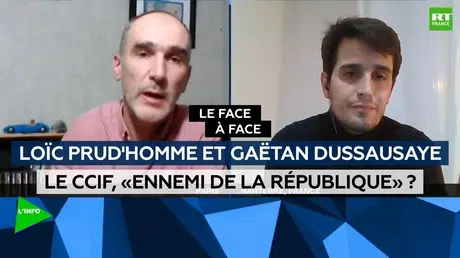 RT
FRANCE
LE FACE
À FACE
LOÏC PRUD'HOMME ET GAËTAN DUSSAUSAYE
LE CCIF, «ENNEMI DE LA RÉPUBLIQUE» ?
L'INFO